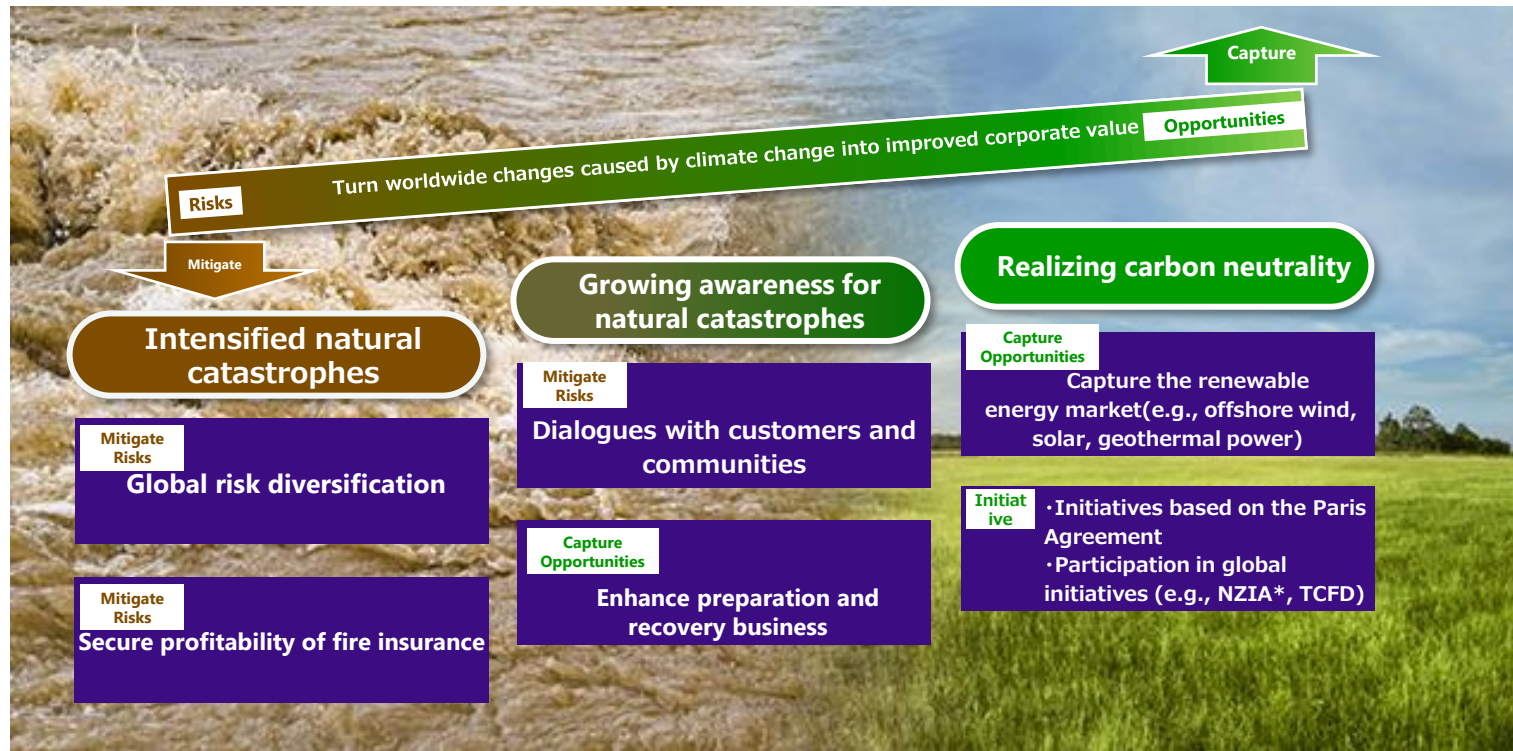 Capture
Turn worldwide changes caused by climate change into improved corporate value
Opportunities
Risks
Mitigate
Intensified natural
catastrophes
Mitigate
Risks
Global risk diversification
Mitigate
Risks
Secure profitability of fire insurance
Growing awareness for
natural catastrophes
Mitigate
Risks
Dialogues with customers and
communities
Capture
Opportunities
Enhance preparation and
recovery business
Realizing carbon neutrality
Capture
Opportunities
Capture the renewable
energy market(e.g., offshore wind,
solar, geothermal power)
Initiat
ive
・Initiatives based on the Paris
Agreement
・Participation in global
initiatives (e.g., NZIA*, TCFD)